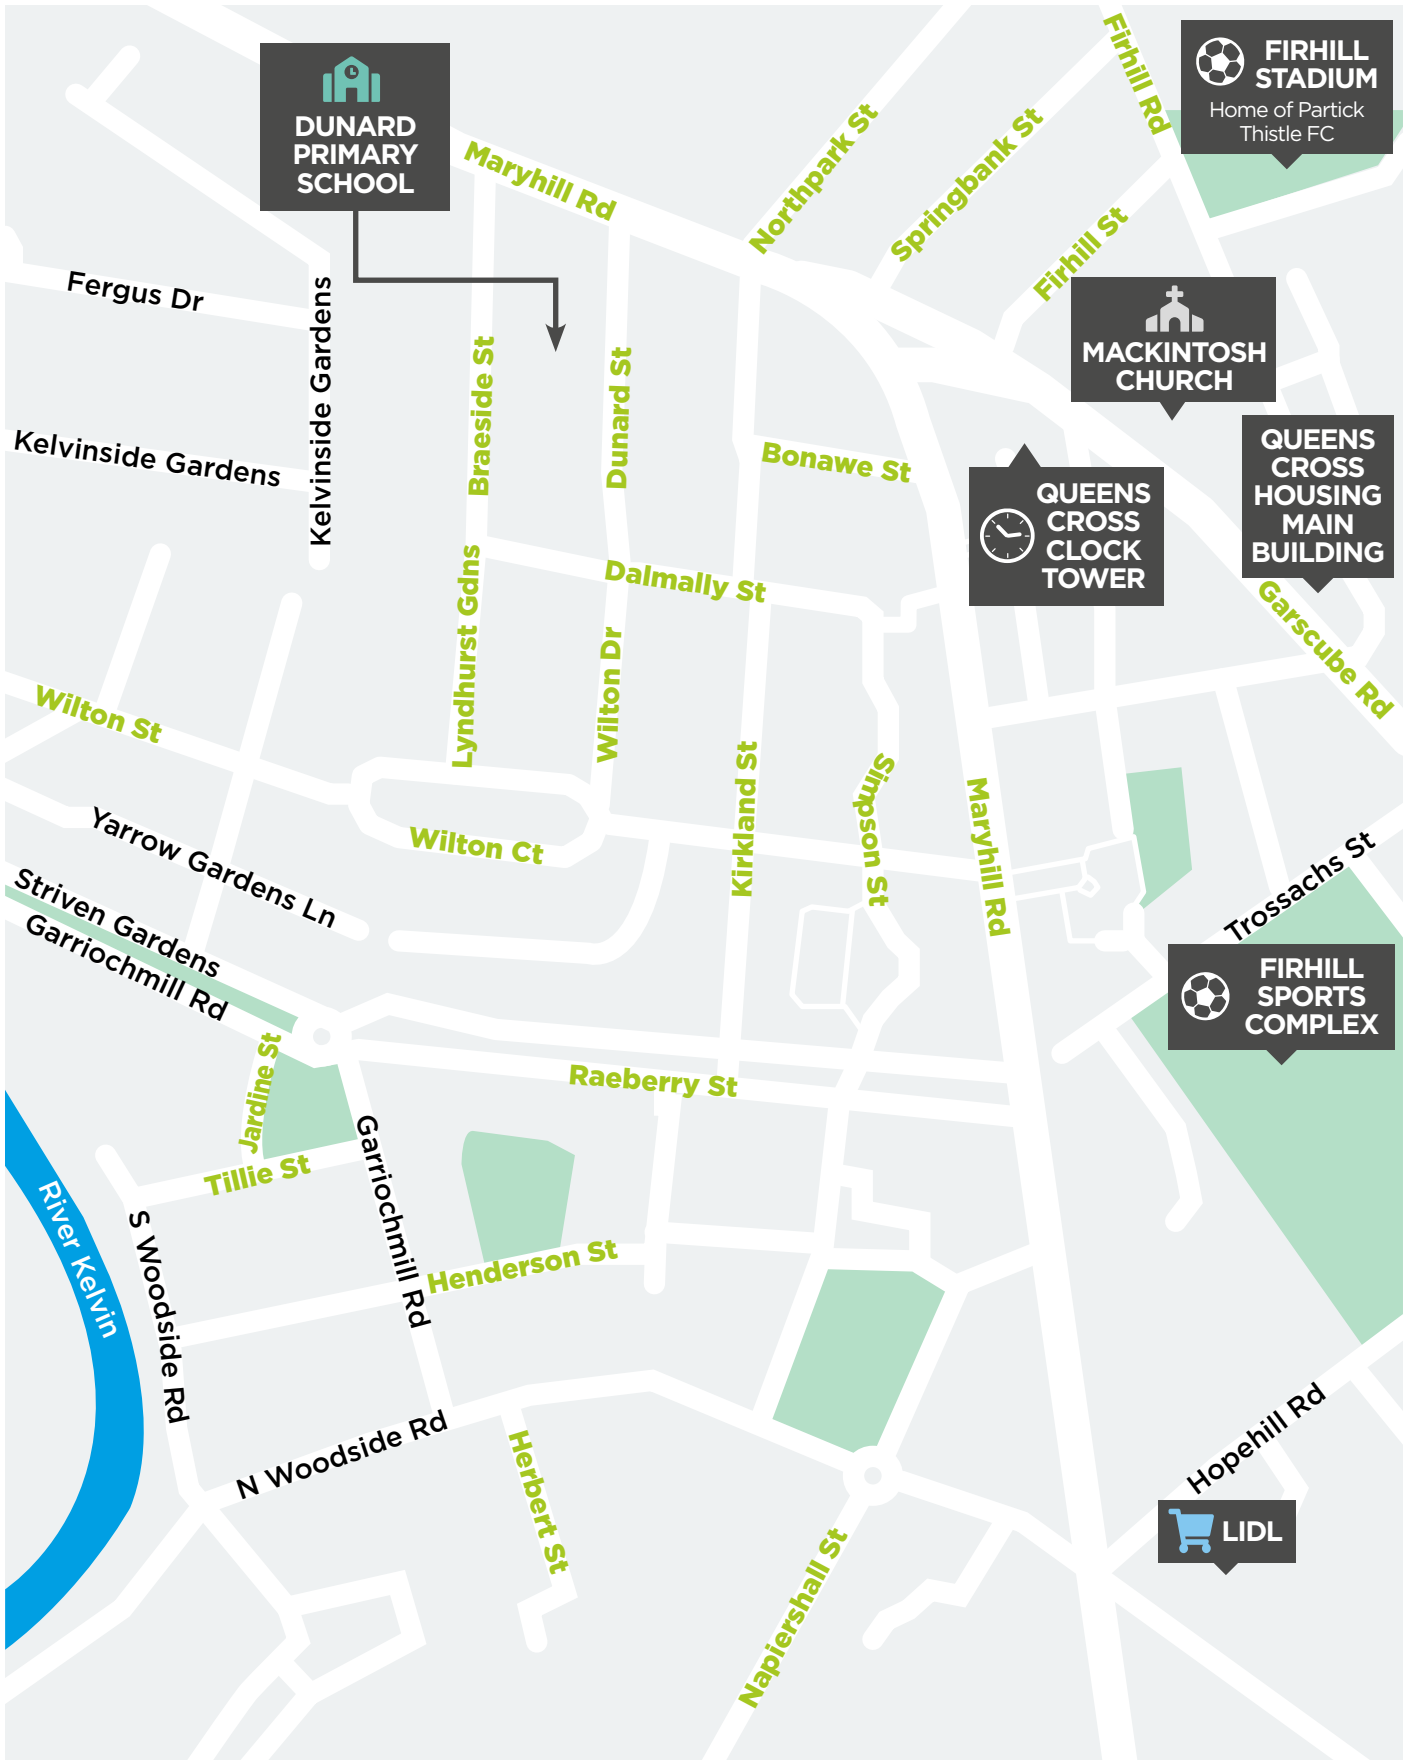 Firhill Rd
FIRHILL
STADIUM
Home of Partick
Thistle FC
DUNARD
PRIMARY
SCHOOL
Maryhill Rd
Northpark St
Springbank St
Firhill St
Fergus Dr
Kelvinside Gardens
MACKINTOSH
CHURCH
Braeside St
Dunard St
Kelvinside Gardens
Bonawe St
QUEENS
CROSS
HOUSING
MAIN
BUILDING
QUEENS
CROSS
CLOCK
TOWER
Dalmally St
Garscube Rd
Lyndhurst Gdns
Wilton Dr
Wilton St
Kirkland St
Simpson St
Maryhill Rd
Yarrow Gardens Ln
Wilton Ct
Trossachs St
Striven Gardens
Garriochmill Rd
FIRHILL
SPORTS
COMPLEX
Jardine St
Raeberry St
Tillie St
Garriochmill Rd
River Kelvin
S Woodside Rd
Henderson St
N Woodside Rd
Herbert St
Hopehill Rd
LIDL
Napiershall St